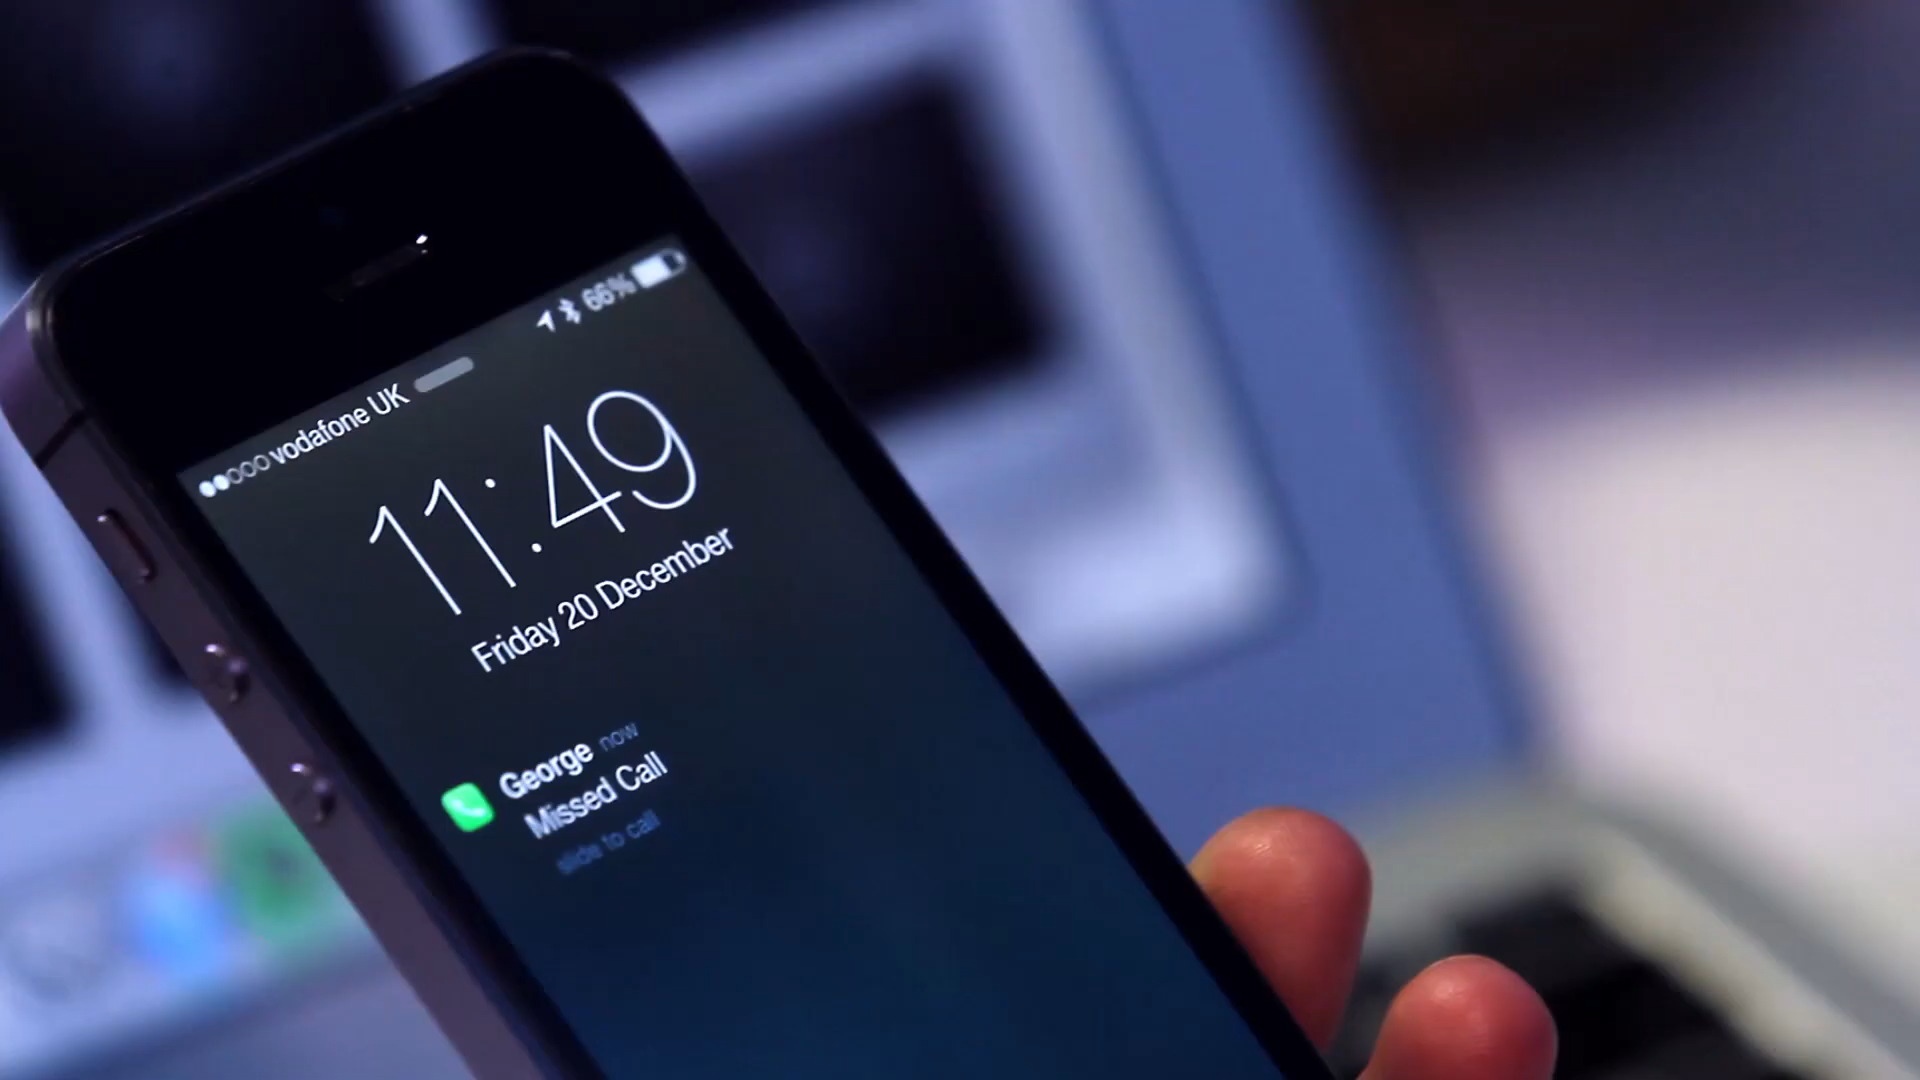 vodafone UK
66%
11:49
Friday 20 December
George now
Missed Call
slide to call